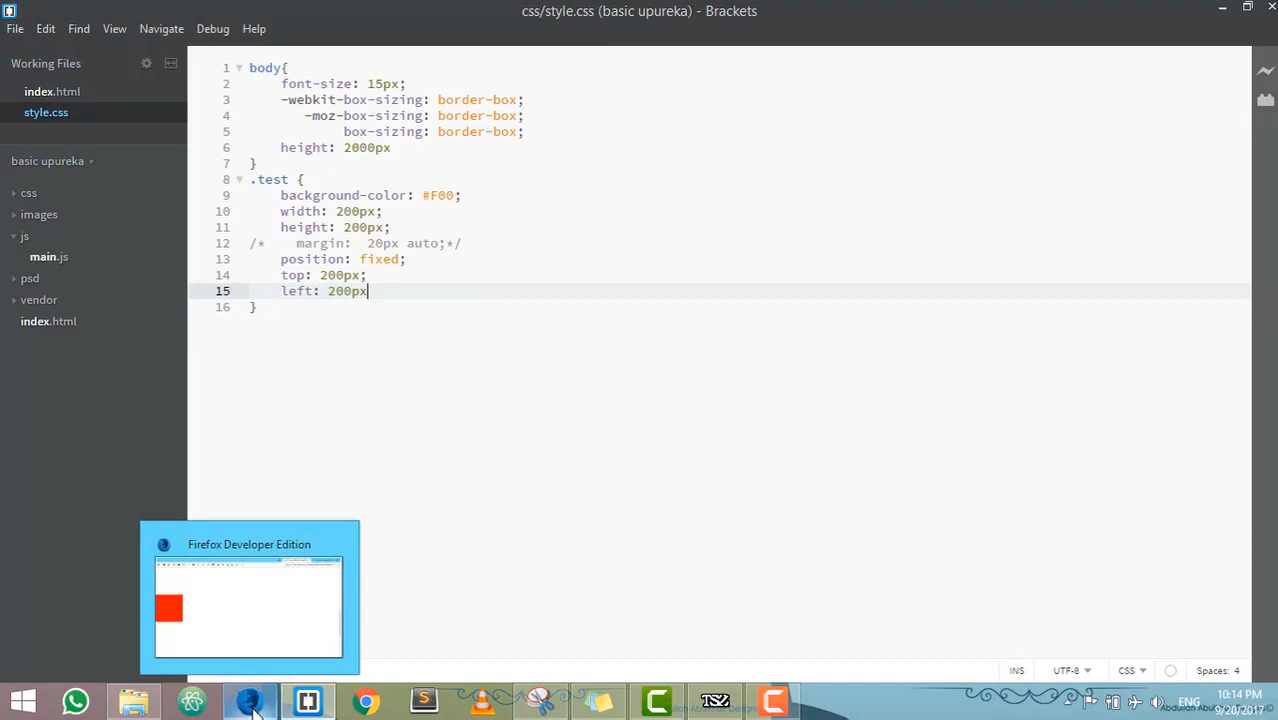 css/style.css (basic upureka) - Brackets
File Edit Find View Navigate Debug Help
Working Files
index.html
style.css
basic upureka
css
images
js
main.js
psd
vendor
index.html
1 body{
2 font-size: 15px;
3 -webkit-box-sizing: border-box;
4 -moz-box-sizing: border-box;
5 box-sizing: border-box;
6 height: 2000px
7 }
8 .test {
9 background-color: #F00;
10 width: 200px;
11 height: 200px;
12 /* margin: 20px auto;*/
13 position: fixed;
14 top: 200px;
15 left: 200px
16 }
Firefox Developer Edition
INS UTF-8 CSS Spaces: 4
ENG
10:14 PM
9/20/2017